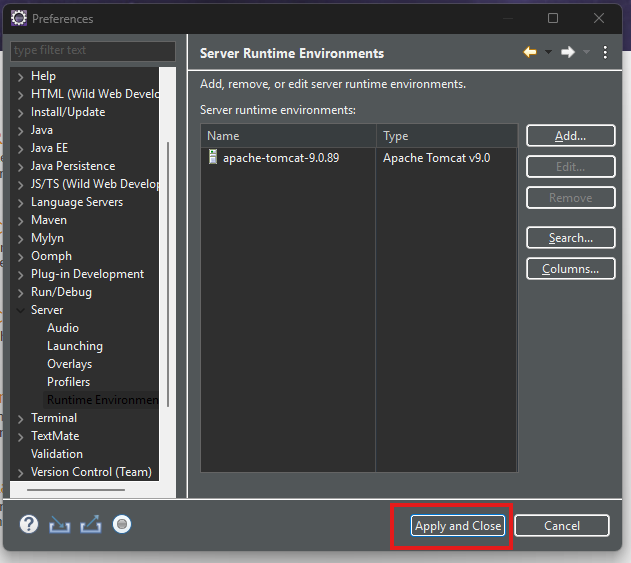 Preferences
type filter text
Help
HTML (Wild Web Develo
Install/Update
Java
Java EE
Java Persistence
JS/TS (Wild Web Develop
Language Servers
Maven
Mylyn
Oomph
Plug-in Development
Run/Debug
Server
Audio
Launching
Overlays
Profilers
Runtime Environmen
Terminal
TextMate
Validation
Version Control (Team)
Server Runtime Environments
Add, remove, or edit server runtime environments.
Server runtime environments:
Name Type
apache-tomcat-9.0.89 Apache Tomcat v9.0
Add...
Edit...
Remove
Search...
Columns...
?
Apply and Close
Cancel